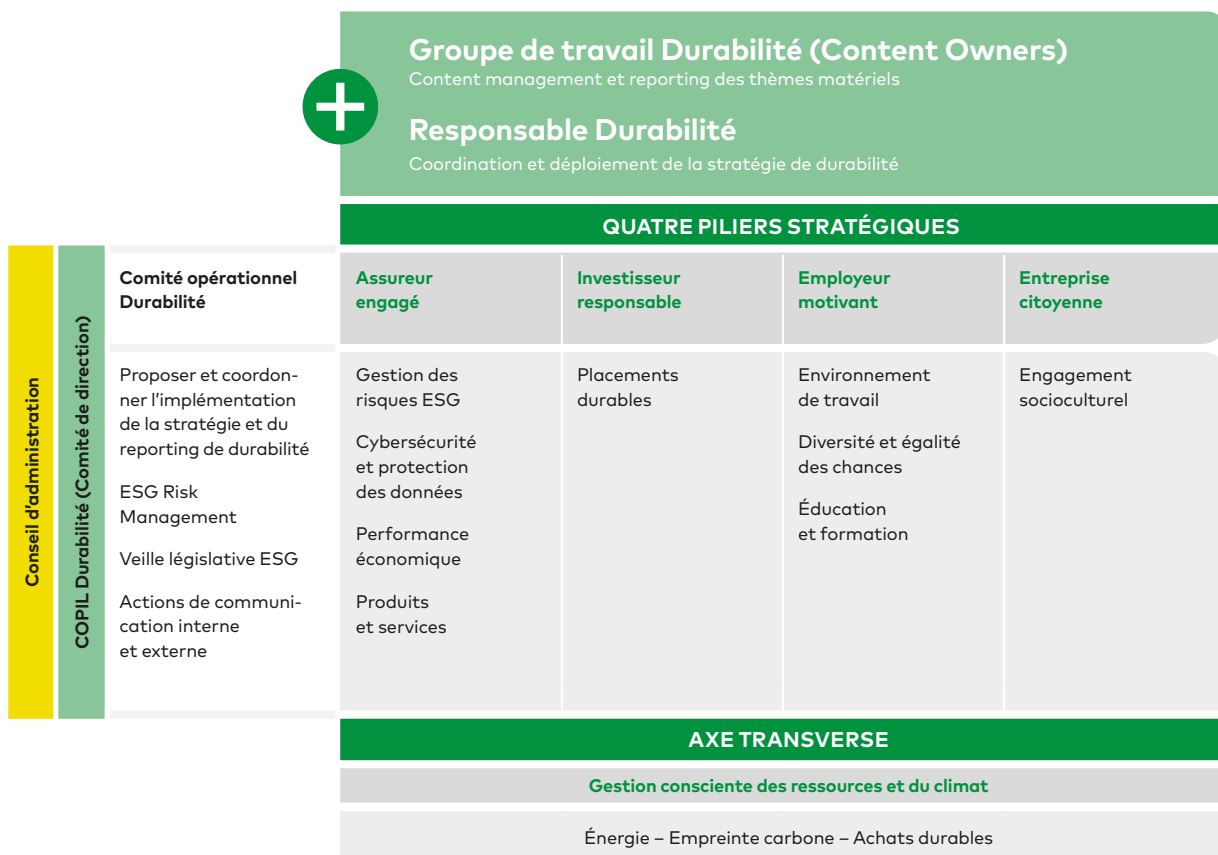 Groupe de travail Durabilité (Content Owners)
Content management et reporting des thèmes matériels
Responsable Durabilité
Coordination et déploiement de la stratégie de durabilité
QUATRE PILIERS STRATÉGIQUES
Conseil d'administration
COPIL Durabilité (Comité de direction)
Comité opérationnel
Durabilité
Proposer et coordon-
ner l'implémentation
de la stratégie et du
reporting de durabilité
ESG Risk
Management
Veille législative ESG
Actions de communi-
cation interne
et externe
Assureur
engagé
Gestion des
risques ESG
Cybersécurité
et protection
des données
Performance
économique
Produits
et services
Investisseur
responsable
Placements
durables
Employeur
motivant
Environnement
de travail
Diversité et égalité
des chances
Éducation
et formation
Entreprise
citoyenne
Engagement
socioculturel
AXE TRANSVERSE
Gestion consciente des ressources et du climat
Énergie – Empreinte carbone – Achats durables